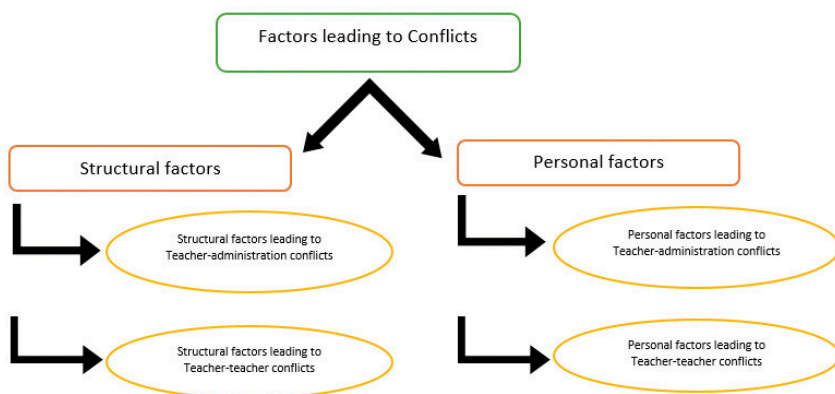 Factors leading to Conflicts
Structural factors
Personal factors
Structural factors leading to
Teacher-administration conflicts
Personal factors leading to
Teacher-administration conflicts
Structural factors leading to
Teacher-teacher conflicts
Personal factors leading to
Teacher-teacher conflicts